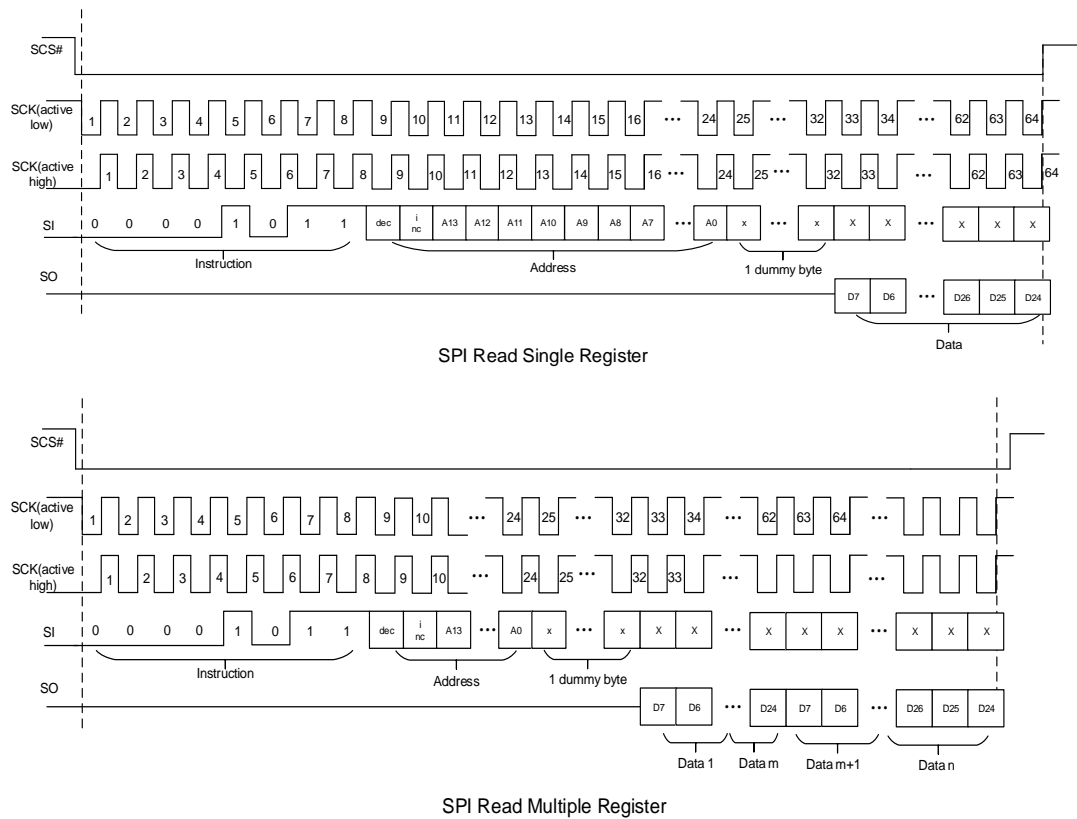 SCS#
SCK(active low) 1 2 3 4 5 6 7 8 9 10 11 12 13 14 15 16 ••• 24 25 ••• 32 33 34 ••• 62 63 64
SCK(active high) 1 2 3 4 5 6 7 8 9 10 11 12 13 14 15 16 ••• 24 25 ••• 32 33 ••• 62 63 64
SI 0 0 0 0 1 0 1 1 dec inc A13 A12 A11 A10 A9 A8 A7 ••• A0 x ••• x X X ••• X X X
Instruction Address 1 dummy byte
SO D7 D6 ••• D26 D25 D24
Data
SPI Read Single Register
SCS#
SCK(active low) 1 2 3 4 5 6 7 8 9 10 ••• 24 25 ••• 32 33 34 ••• 62 63 64 •••
SCK(active high) 1 2 3 4 5 6 7 8 9 10 ••• 24 25 ••• 32 33 ••• •••
SI 0 0 0 0 1 0 1 1 dec inc A13 ••• A0 x ••• x X X ••• X X X ••• X X X
Instruction Address 1 dummy byte
SO D7 D6 ••• D24 D7 D6 ••• D26 D25 D24
Data 1 Data m Data m+1 Data n
SPI Read Multiple Register